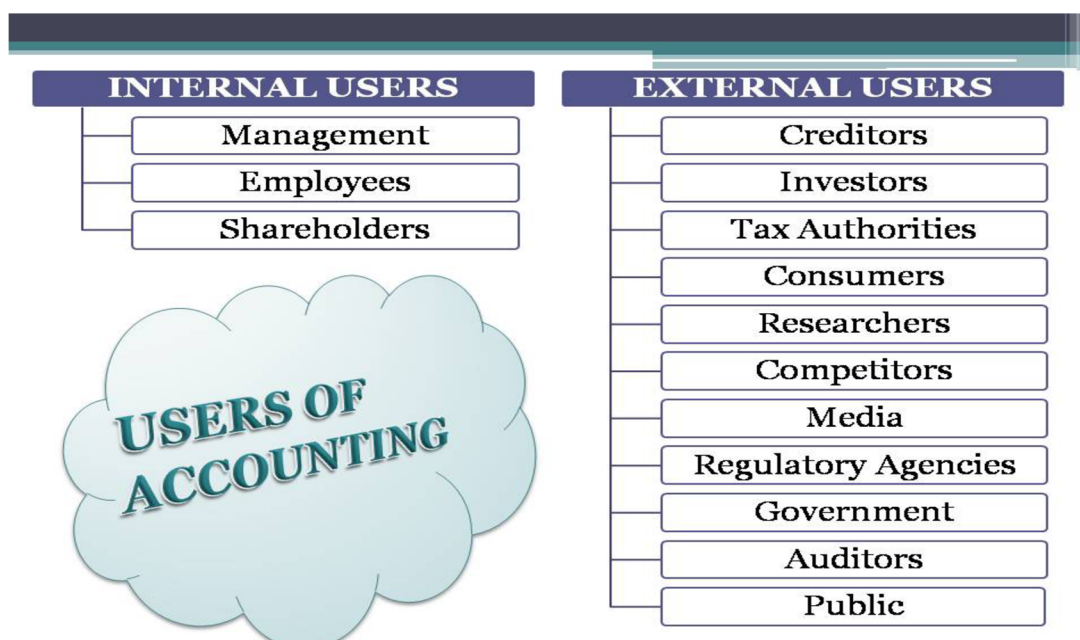 INTERNAL USERS
Management
Employees
Shareholders
USERS OF
ACCOUNTING
EXTERNAL USERS
Creditors
Investors
Tax Authorities
Consumers
Researchers
Competitors
Media
Regulatory Agencies
Government
Auditors
Public